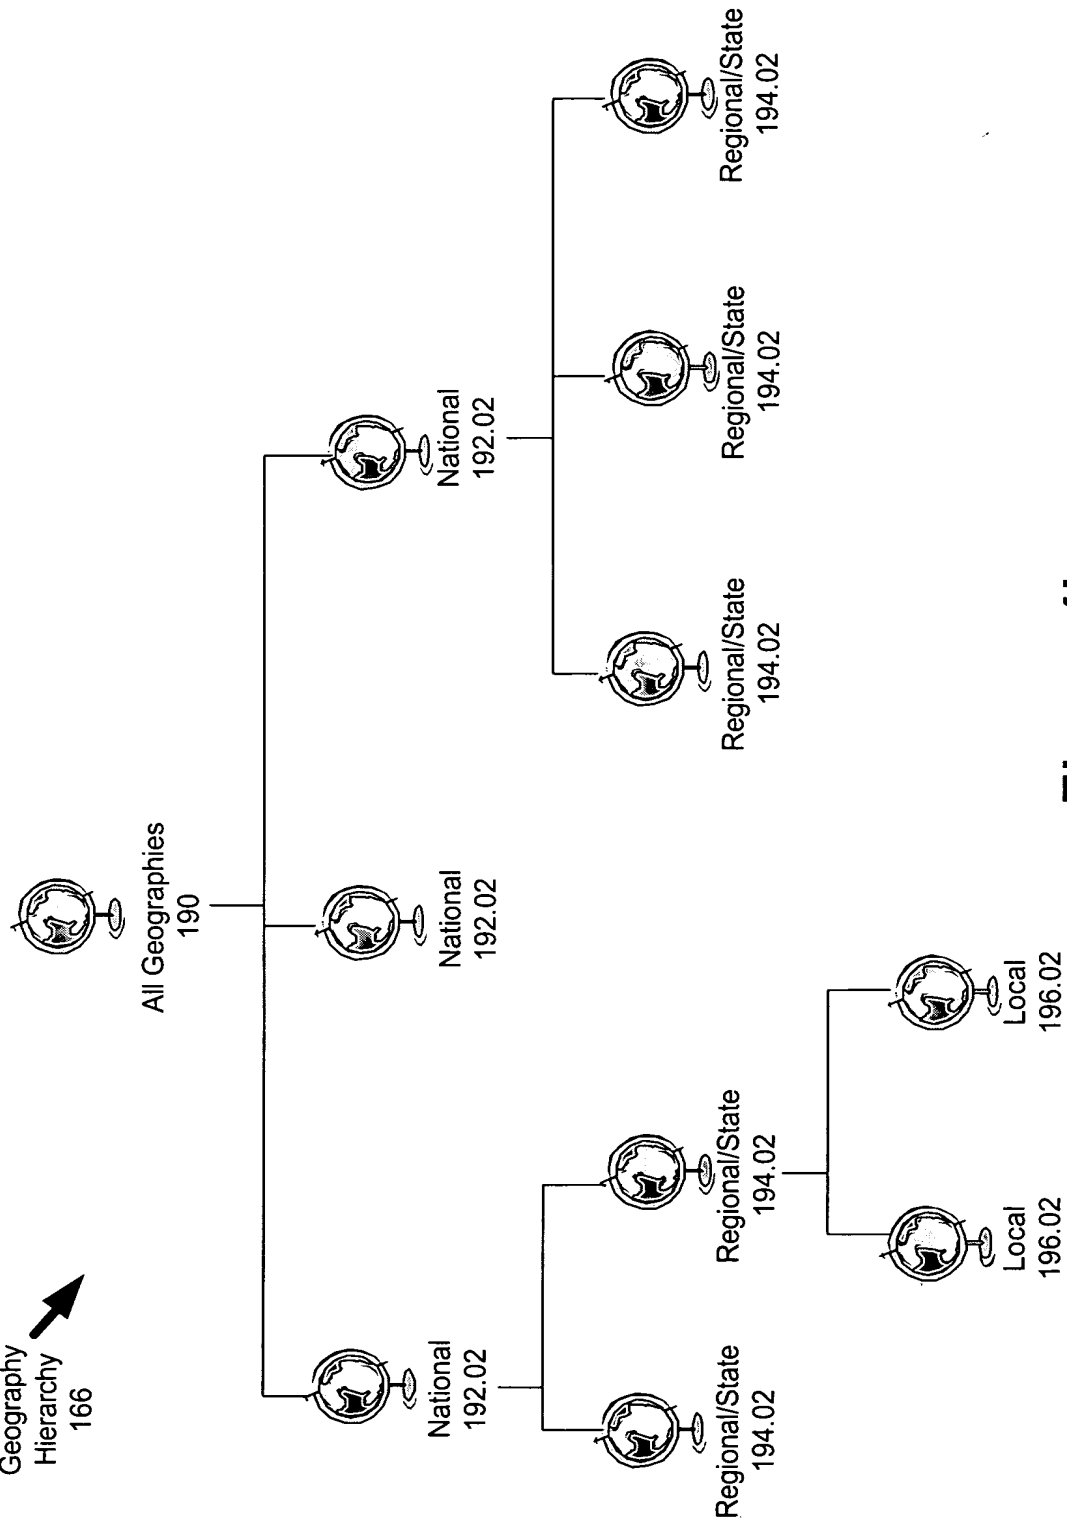 Geography
Hierarchy
166
All Geographies
190
National
192.02
National
192.02
National
192.02
Regional/State
194.02
Regional/State
194.02
Regional/State
194.02
Regional/State
194.02
Regional/State
194.02
Local
196.02
Local
196.02